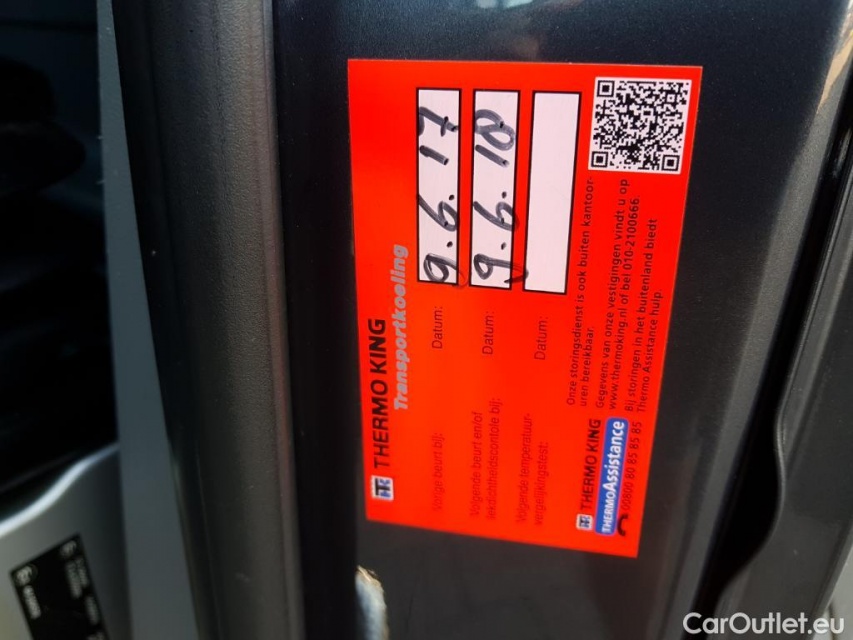 THERMO KING
Transportkoeling
Vorige beurt bij: Datum: 9.6.17
Volgende beurt en/of
lekdichtheidscontole bij: Datum: 9.6.18
Volgende temperatuur-
vergelijkingstest: Datum:
THERMO KING
THERMOAssistance
00800 80 85 85 85
Onze storingsdienst is ook buiten kantoor-
uren bereikbaar.
Gegevens van onze vestigingen vindt u op
www.thermoking.nl of bel 010-2100666
Bij storingen in het buitenland biedt
Thermo Assistance hulp.
CarOutlet.eu